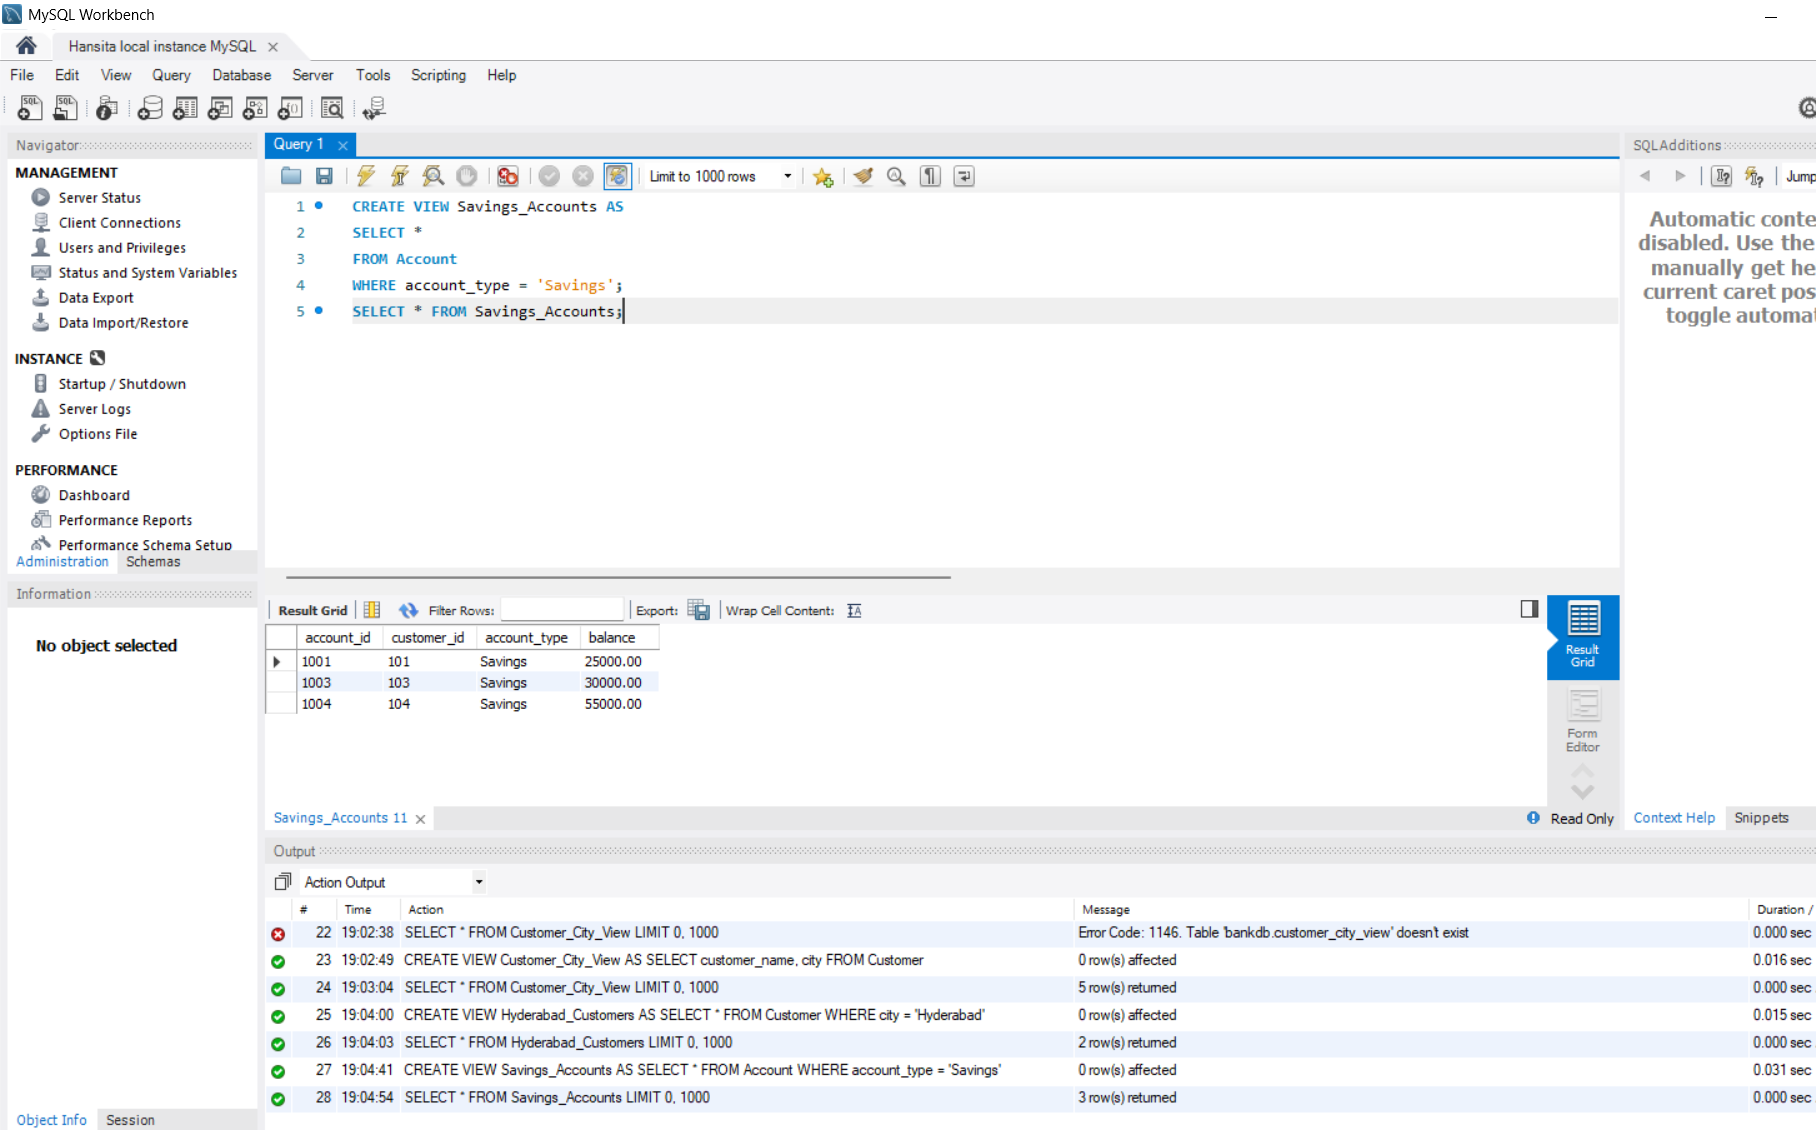 MySQL Workbench
Hansita local instance MySQL
File Edit View Query Database Server Tools Scripting Help
Navigator
MANAGEMENT
Server Status
Client Connections
Users and Privileges
Status and System Variables
Data Export
Data Import/Restore
INSTANCE
Startup / Shutdown
Server Logs
Options File
PERFORMANCE
Dashboard
Performance Reports
Performance Schema Setup
Administration Schemas
Information
No object selected
Object Info Session
Query 1
Limit to 1000 rows
1 CREATE VIEW Savings_Accounts AS
2 SELECT *
3 FROM Account
4 WHERE account_type = 'Savings';
5 SELECT * FROM Savings_Accounts;
Result Grid Filter Rows: Export: Wrap Cell Content:
account_id customer_id account_type balance
1001 101 Savings 25000.00
1003 103 Savings 30000.00
1004 104 Savings 55000.00
Result
Grid
Form
Editor
Savings_Accounts 11
Read Only
SQLAdditions
Jump
Automatic conte
disabled. Use the
manually get he
current caret pos
toggle automat
Context Help Snippets
Output
Action Output
# Time Action Message Duration /
22 19:02:38 SELECT * FROM Customer_City_View LIMIT 0, 1000 Error Code: 1146. Table 'bankdb.customer_city_view' doesn't exist 0.000 sec
23 19:02:49 CREATE VIEW Customer_City_View AS SELECT customer_name, city FROM Customer 0 row(s) affected 0.016 sec
24 19:03:04 SELECT * FROM Customer_City_View LIMIT 0, 1000 5 row(s) returned 0.000 sec
25 19:04:00 CREATE VIEW Hyderabad_Customers AS SELECT * FROM Customer WHERE city = 'Hyderabad' 0 row(s) affected 0.015 sec
26 19:04:03 SELECT * FROM Hyderabad_Customers LIMIT 0, 1000 2 row(s) returned 0.000 sec
27 19:04:41 CREATE VIEW Savings_Accounts AS SELECT * FROM Account WHERE account_type = 'Savings' 0 row(s) affected 0.031 sec
28 19:04:54 SELECT * FROM Savings_Accounts LIMIT 0, 1000 3 row(s) returned 0.000 sec